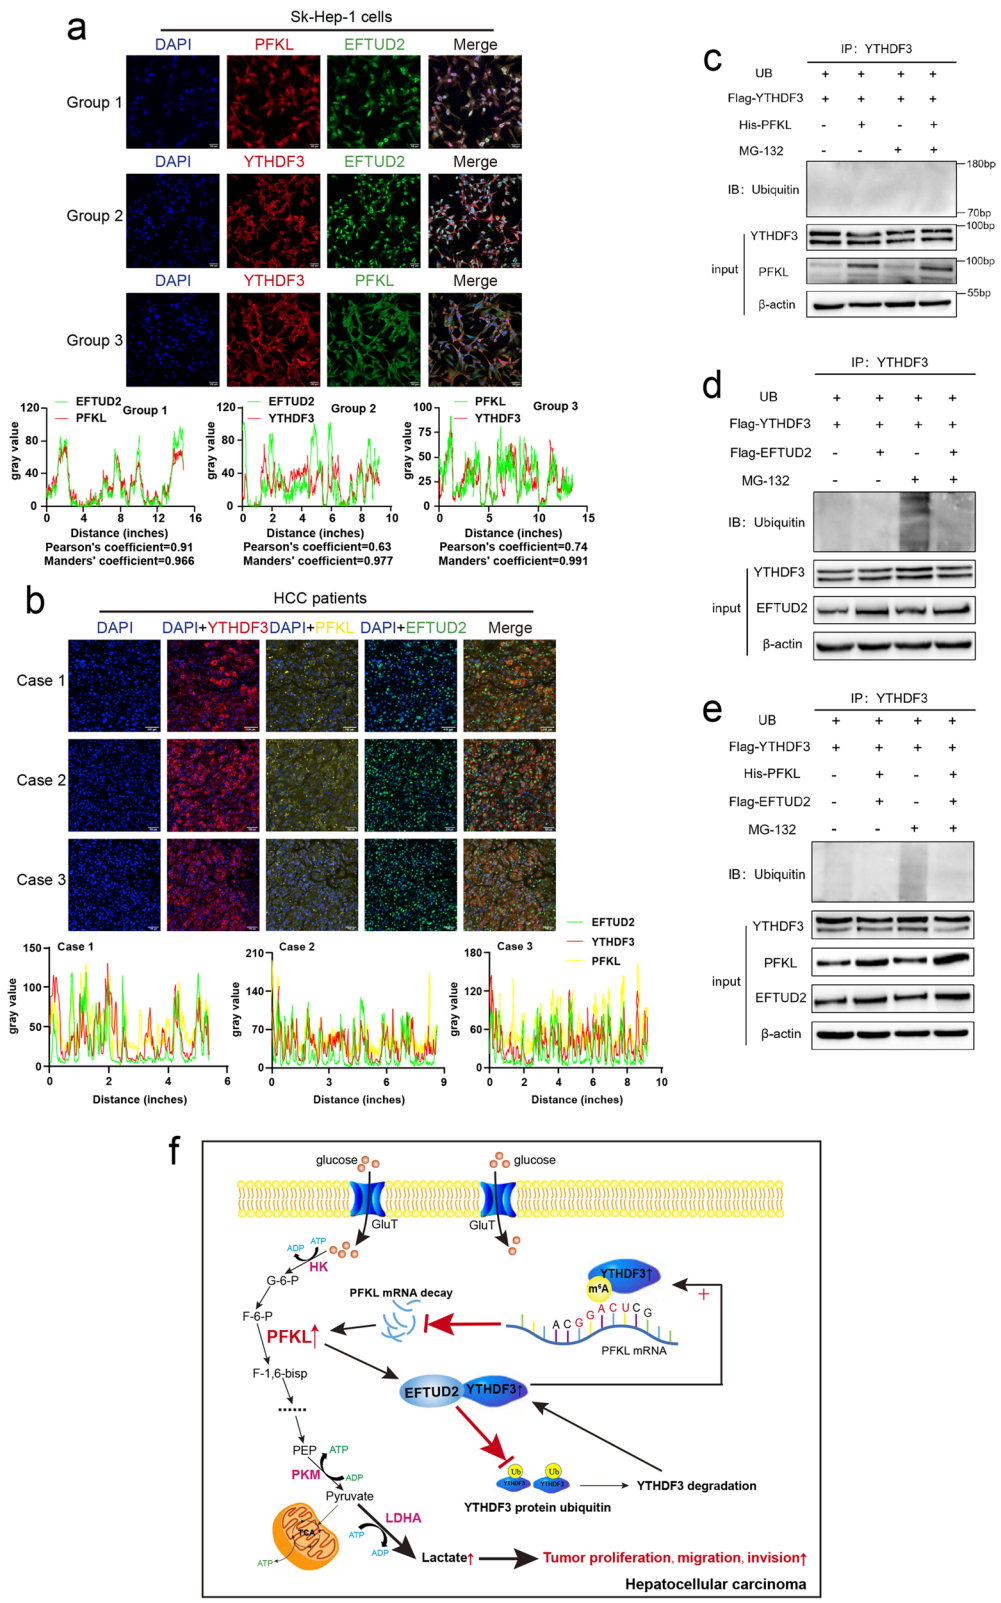 a
Sk-Hep-1 cells
DAPI PFKL EFTUD2 Merge
Group 1
DAPI YTHDF3 EFTUD2 Merge
Group 2
DAPI YTHDF3 PFKL Merge
Group 3
EFTUD2
PFKL
Group 1
gray value
120
80
40
0
0 4 8 12 16
Distance (inches)
Pearson's coefficient=0.91
Manders' coefficient=0.966
EFTUD2
YTHDF3
Group 2
gray value
120
90
60
30
0
0 2 4 6 8 10
Distance (inches)
Pearson's coefficient=0.63
Manders' coefficient=0.977
PFKL
YTHDF3
Group 3
gray value
100
75
50
25
0
0 5 10 15
Distance (inches)
Pearson's coefficient=0.74
Manders' coefficient=0.991
b
HCC patients
DAPI DAPI+YTHDF3 DAPI+PFKL DAPI+EFTUD2 Merge
Case 1
Case 2
Case 3
EFTUD2
YTHDF3
PFKL
Case 1
gray value
150
100
50
0
0 2 4 6
Distance (inches)
Case 2
gray value
210
140
70
0
0 3 6 9
Distance (inches)
Case 3
gray value
180
120
60
0
0 2 4 6 8 10
Distance (inches)
c
IP: YTHDF3
UB + + + +
Flag-YTHDF3 + + + +
His-PFKL - + - +
MG-132 - - + +
IB: Ubiquitin
180bp
70bp
YTHDF3
100bp
input
PFKL
100bp
β-actin
55bp
d
IP: YTHDF3
UB + + + +
Flag-YTHDF3 + + + +
Flag-EFTUD2 - + - +
MG-132 - - + +
IB: Ubiquitin
YTHDF3
input EFTUD2
β-actin
e
IP: YTHDF3
UB + + + +
Flag-YTHDF3 + + + +
His-PFKL - + - +
Flag-EFTUD2 - + - +
MG-132 - - + +
IB: Ubiquitin
YTHDF3
PFKL
input
EFTUD2
β-actin
f
glucose glucose
GluT GluT
ADP ATP
HK
G-6-P
F-6-P
PFKL↑
F-1,6-bisp
......
PEP
ATP
PKM
ADP
Pyruvate
TCA
ATP
LDHA
ATP
ADP
Lactate↑
Tumor proliferation, migration, invision↑
PFKL mRNA decay
YTHDF3↑
m⁶A
+
ACGGACUCG
PFKL mRNA
EFTUD2 YTHDF3↑
Ub Ub
YTHDF3 YTHDF3
YTHDF3 protein ubiquitin
YTHDF3 degradation
Hepatocellular carcinoma